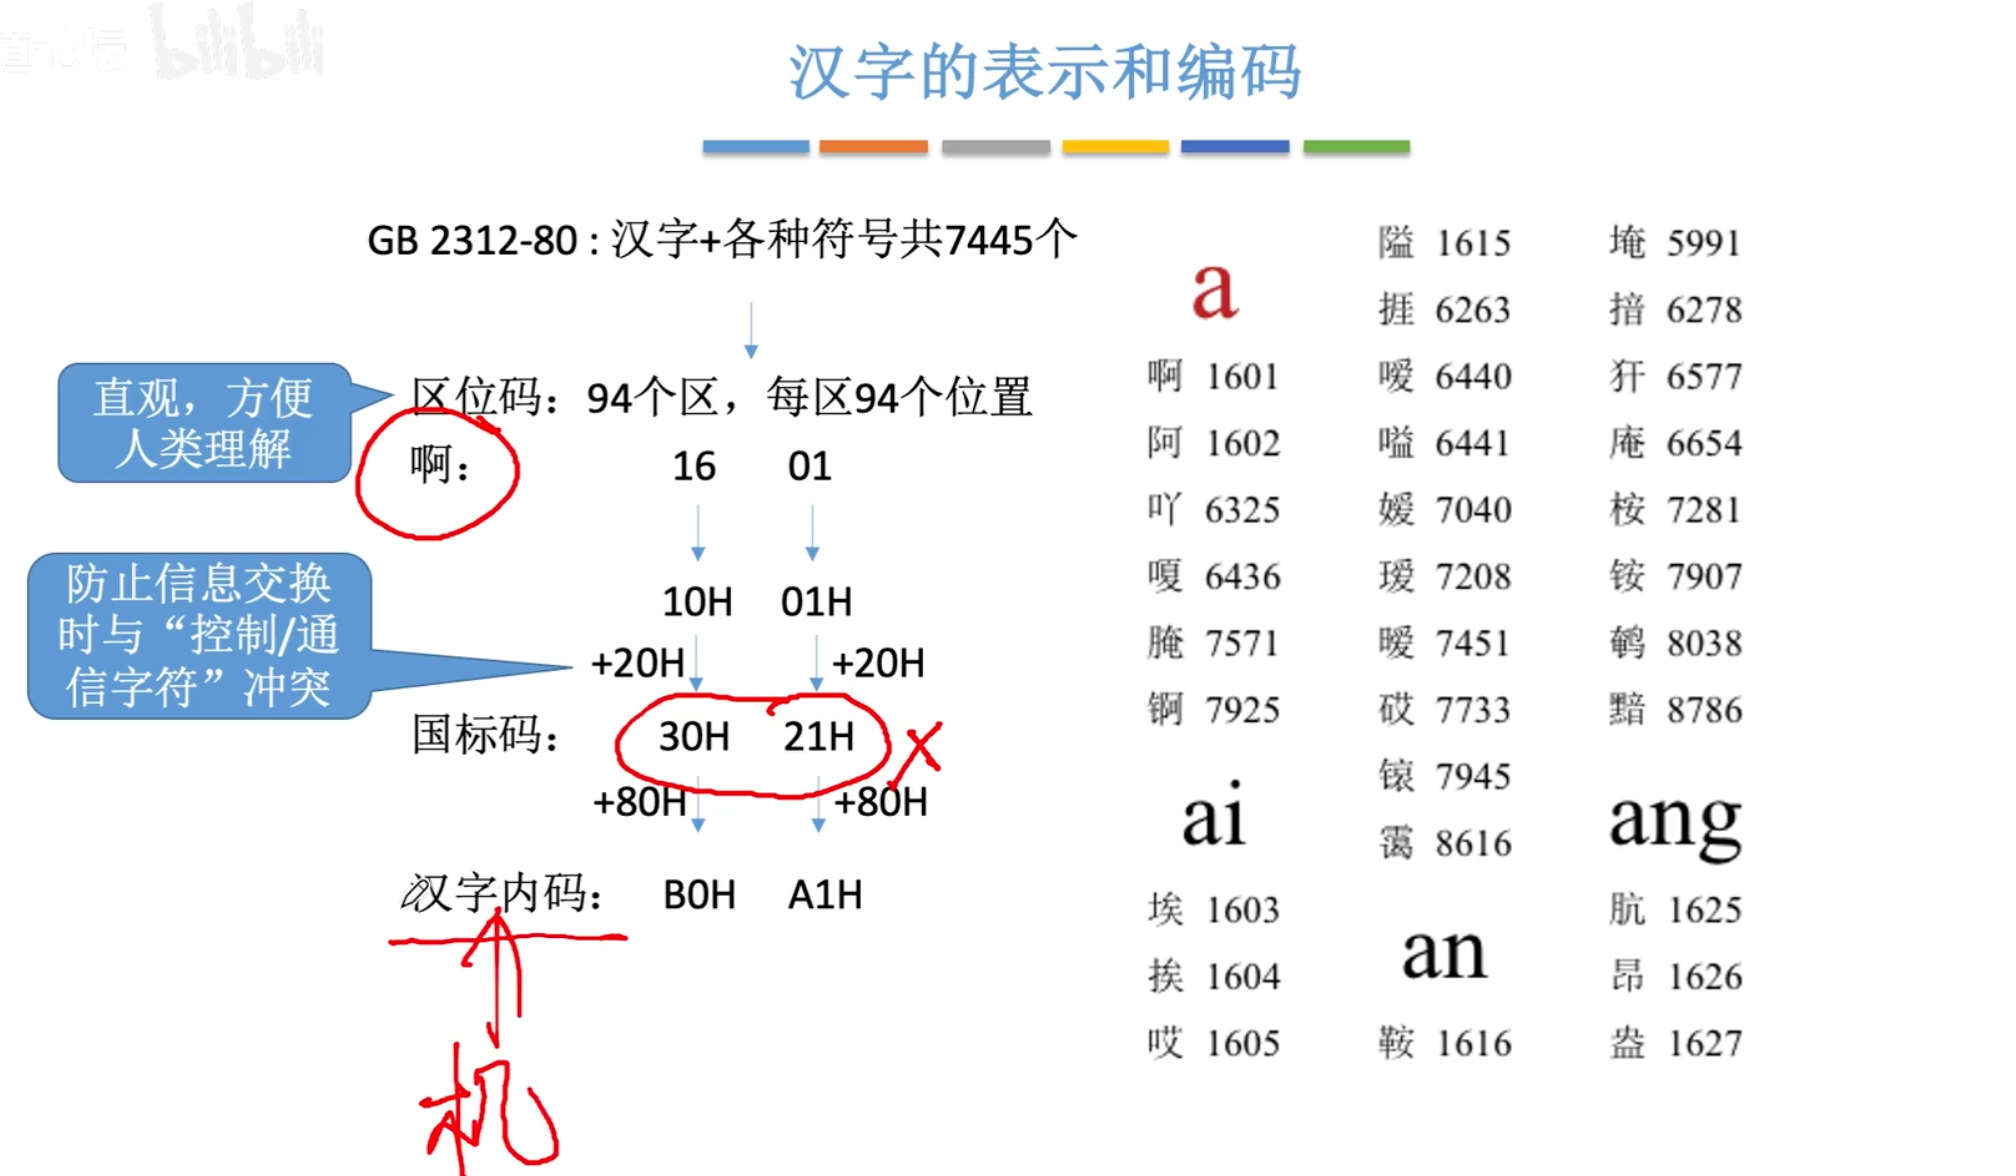 bilibili
汉字的表示和编码
GB 2312-80 : 汉字+各种符号共7445个
直观，方便
人类理解
区位码：94个区，每区94个位置
啊： 16 01
10H 01H
防止信息交换
时与“控制/通
信字符”冲突
+20H +20H
国标码： 30H 21H
+80H +80H
汉字内码： B0H A1H
机
a
啊 1601
阿 1602
吖 6325
嗄 6436
腌 7571
锕 7925
ai
埃 1603
挨 1604
哎 1605
隘 1615
捱 6263
嗳 6440
嗌 6441
嫒 7040
瑷 7208
暧 7451
砹 7733
锿 7945
霭 8616
an
鞍 1616
埯 5991
揞 6278
犴 6577
庵 6654
桉 7281
铵 7907
鹌 8038
黯 8786
ang
肮 1625
昂 1626
盎 1627